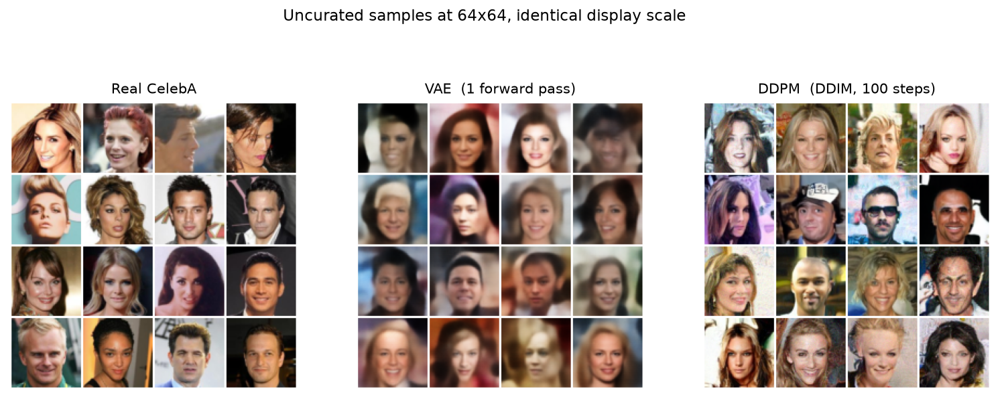 Uncurated samples at 64x64, identical display scale
Real CelebA
VAE (1 forward pass)
DDPM (DDIM, 100 steps)